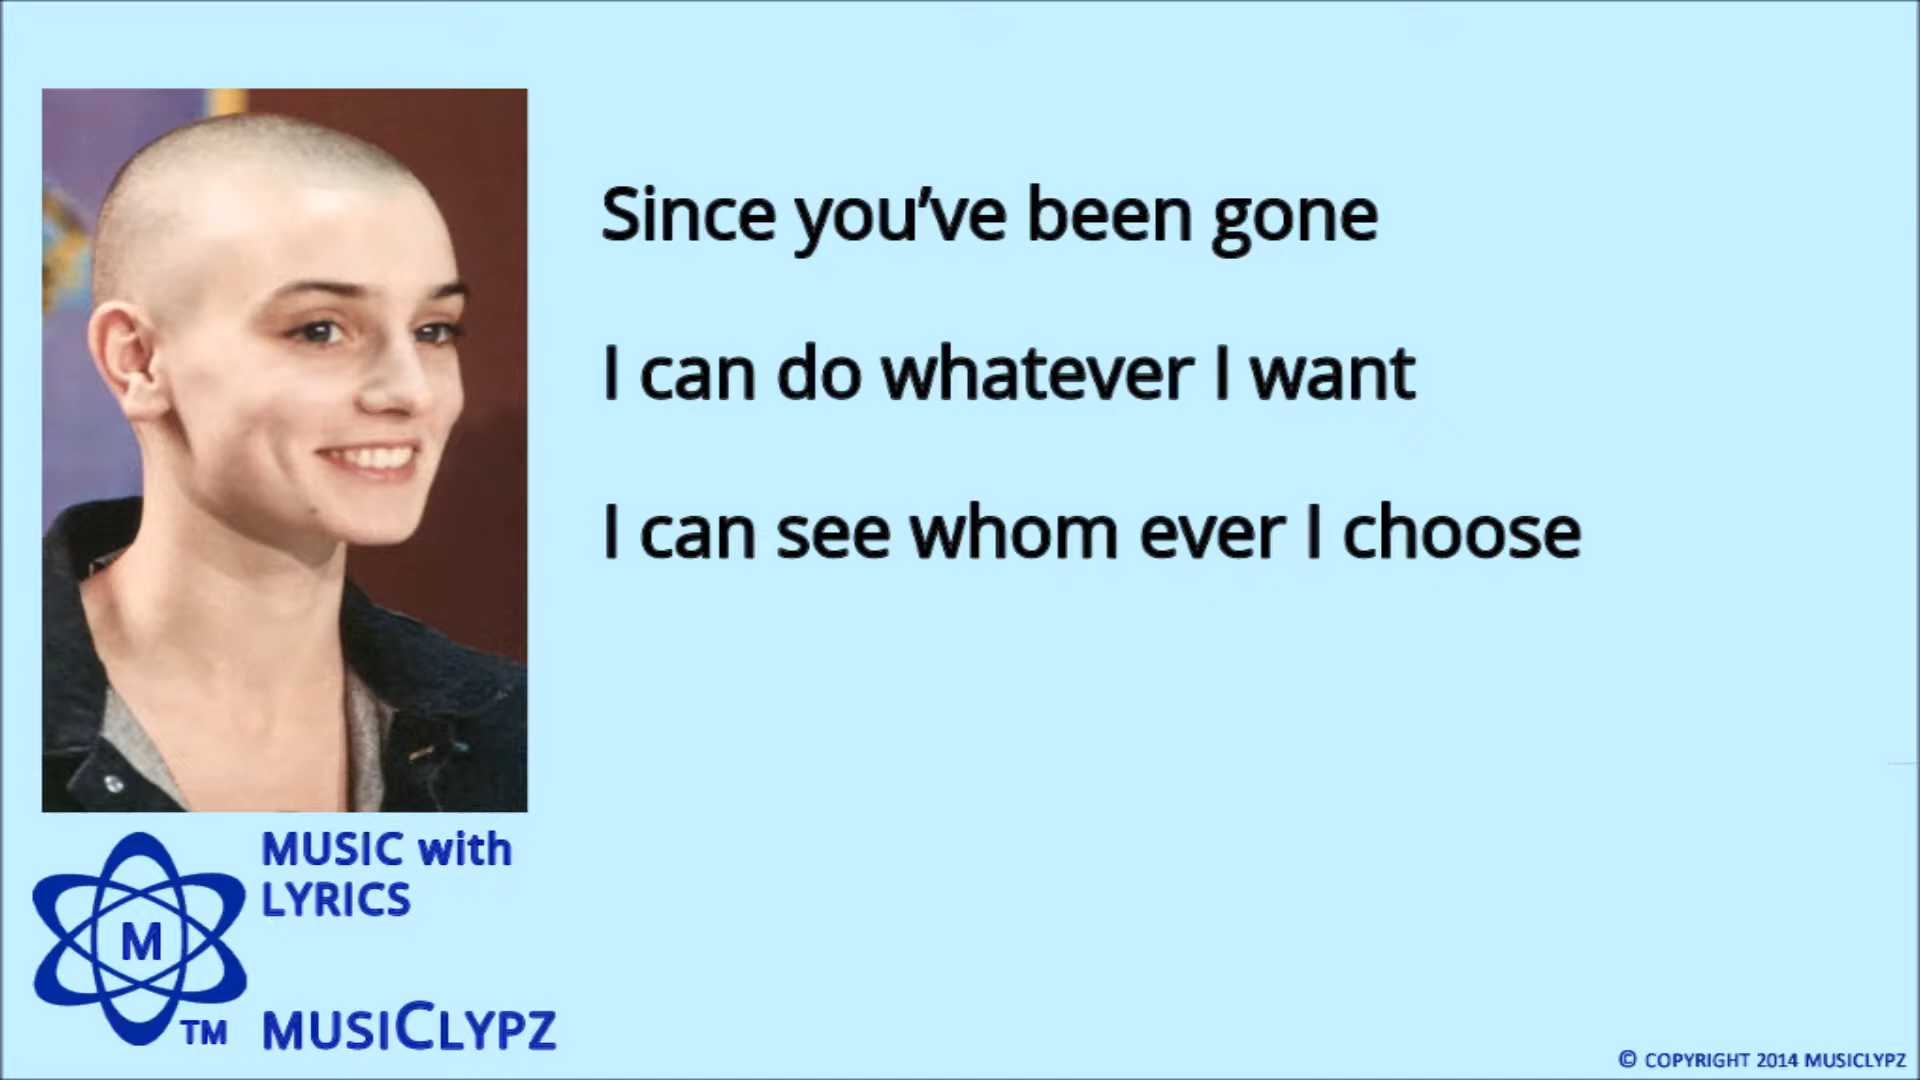 Since you’ve been gone
I can do whatever I want
I can see whom ever I choose
MUSIC with
LYRICS
M
TM
MUSICLYPZ
© COPYRIGHT 2014 MUSICLYPZ